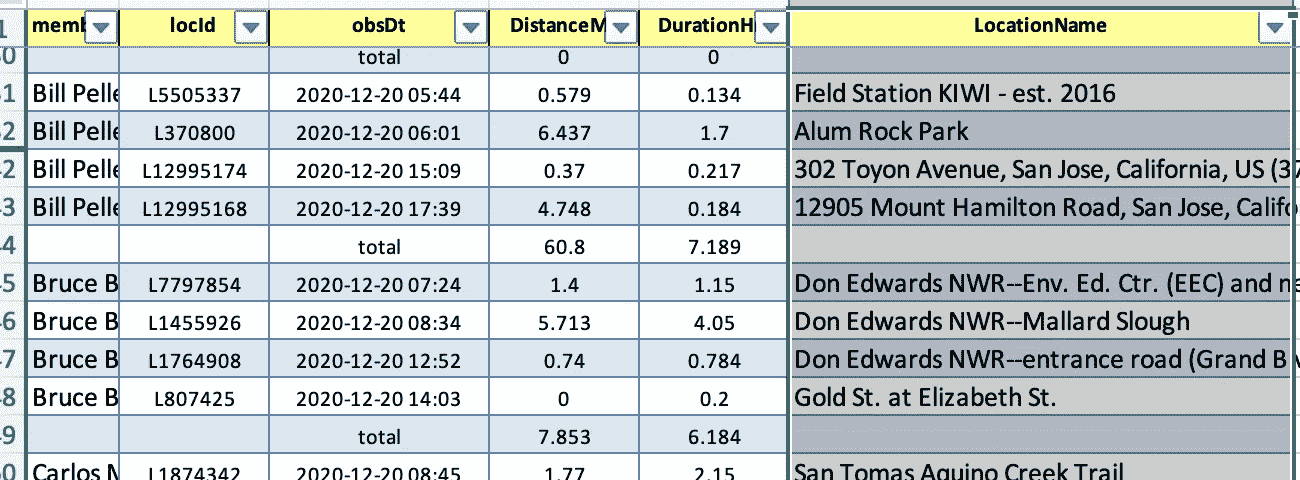 1 memb locId obsDt DistanceM DurationH LocationName
0 total 0 0
1 Bill Pelle L5505337 2020-12-20 05:44 0.579 0.134 Field Station KIWI - est. 2016
2 Bill Pelle L370800 2020-12-20 06:01 6.437 1.7 Alum Rock Park
2 Bill Pelle L12995174 2020-12-20 15:09 0.37 0.217 302 Toyon Avenue, San Jose, California, US (37
3 Bill Pelle L12995168 2020-12-20 17:39 4.748 0.184 12905 Mount Hamilton Road, San Jose, Califo
4 total 60.8 7.189
5 Bruce B L7797854 2020-12-20 07:24 1.4 1.15 Don Edwards NWR--Env. Ed. Ctr. (EEC) and ne
6 Bruce B L1455926 2020-12-20 08:34 5.713 4.05 Don Edwards NWR--Mallard Slough
7 Bruce B L1764908 2020-12-20 12:52 0.74 0.784 Don Edwards NWR--entrance road (Grand B
8 Bruce B L807425 2020-12-20 14:03 0 0.2 Gold St. at Elizabeth St.
9 total 7.853 6.184
0 Carlos M L1874342 2020-12-20 08:45 1.77 2.15 San Tomas Aquino Creek Trail